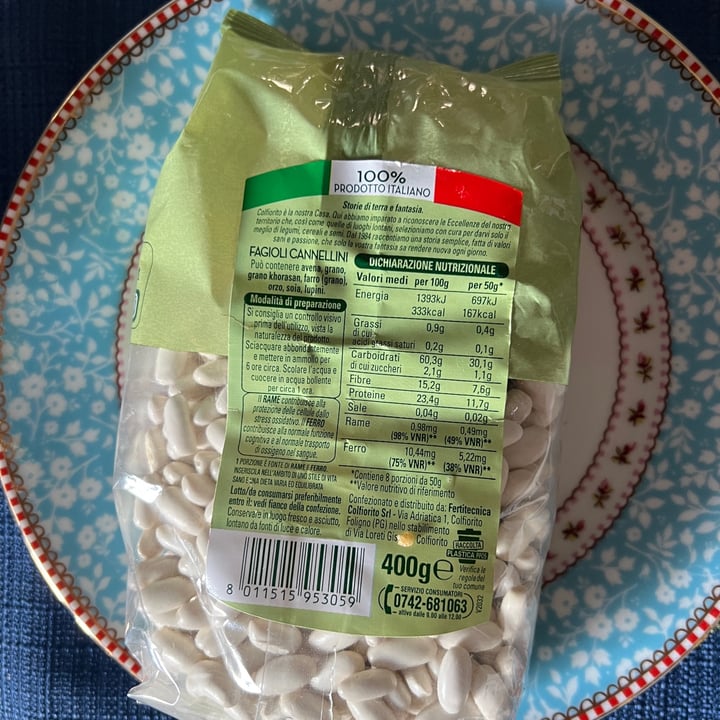 100%
PRODOTTO ITALIANO
Storie di terra e fantasia.
Colfiorito è la nostra Casa. Qui abbiamo imparato a riconoscere le Eccellenze del nostro
territorio che, così come quelle di luoghi lontani, selezioniamo con cura per darvi solo il
meglio di legumi, cereali e semi. Dal 1984 raccontiamo una storia semplice, fatta di valori
sani e passione, che solo la vostra fantasia sa rendere nuova ogni giorno.
FAGIOLI CANNELLINI
Può contenere avena, grano,
grano khorasan, farro (grano),
orzo, soia, lupini.
Modalità di preparazione
Si consiglia un controllo visivo
prima dell'utilizzo, vista la
naturalezza del prodotto.
Sciacquare abbondantemente
e mettere in ammollo per
6 ore circa. Scolare l'acqua e
cuocere in acqua bollente
per circa 1 ora.
Il RAME contribuisce alla
protezione delle cellule dallo
stress ossidativo. Il FERRO
contribuisce alla normale funzione
cognitiva e al normale trasporto
di ossigeno nel sangue.
1 PORZIONE È FONTE DI RAME E FERRO.
INSERISCILA NELL'AMBITO DI UNO STILE DI VITA
SANO E UNA DIETA VARIA ED EQUILIBRATA.
Lotto/da consumarsi preferibilmente
entro il: vedi fianco della confezione.
Conservare in luogo fresco e asciutto,
lontano da fonti di luce e calore.
DICHIARAZIONE NUTRIZIONALE
Valori medi per 100g per 50g*
Energia 1393kJ 697kJ
333kcal 167kcal
Grassi 0,9g 0,4g
di cui
acidi grassi saturi 0,2g 0,1g
Carboidrati 60,3g 30,1g
di cui zuccheri 2,1g 1,1g
Fibre 15,2g 7,6g
Proteine 23,4g 11,7g
Sale 0,04g 0,02g
Rame 0,98mg 0,49mg
(98% VNR)** (49% VNR)**
Ferro 10,44mg 5,22mg
(75% VNR)** (38% VNR)**
*Contiene 8 porzioni da 50g
**Valore nutritivo di riferimento
Confezionato e distribuito da: Fertitecnica
Colfiorito Srl - Via Adriatica 1, Colfiorito
Foligno (PG) nello stabilimento
di Via Loreti Colfiorito
400g e
RACCOLTA
PLASTICA
Verifica le
regole del
tuo comune
SERVIZIO CONSUMATORI
0742-681063
attivo dalle 9.00 alle 12.00
V2032
8 011515 953059